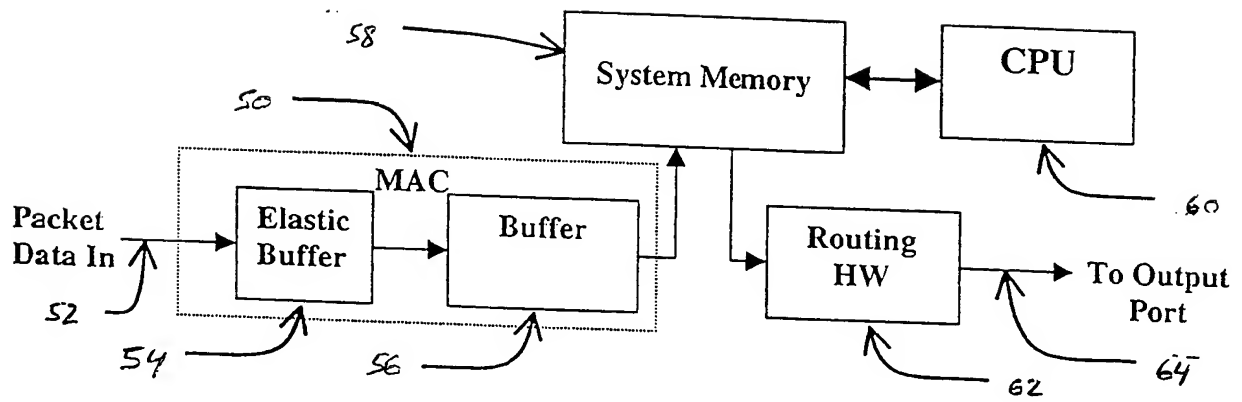 58
System Memory
CPU
50
MAC
60
Packet
Data In
Elastic
Buffer
Buffer
Routing
HW
To Output
Port
52
54
56
62
64